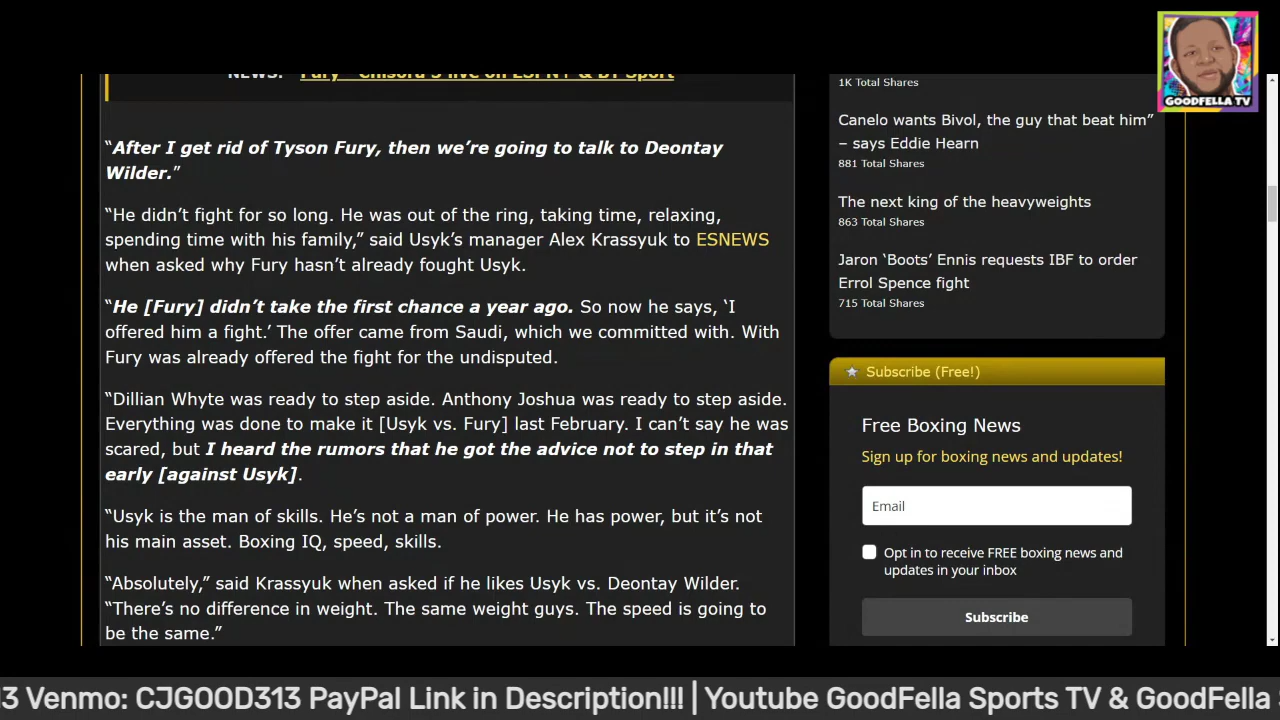 NEWS: Fury - Chisora 3 live on ESPN+ & BT Sport
“After I get rid of Tyson Fury, then we’re going to talk to Deontay
Wilder.”
“He didn’t fight for so long. He was out of the ring, taking time, relaxing,
spending time with his family,” said Usyk’s manager Alex Krassyuk to ESNEWS
when asked why Fury hasn’t already fought Usyk.
“He [Fury] didn’t take the first chance a year ago. So now he says, ‘I
offered him a fight.’ The offer came from Saudi, which we committed with. With
Fury was already offered the fight for the undisputed.
“Dillian Whyte was ready to step aside. Anthony Joshua was ready to step aside.
Everything was done to make it [Usyk vs. Fury] last February. I can’t say he was
scared, but I heard the rumors that he got the advice not to step in that
early [against Usyk].
“Usyk is the man of skills. He’s not a man of power. He has power, but it’s not
his main asset. Boxing IQ, speed, skills.
“Absolutely,” said Krassyuk when asked if he likes Usyk vs. Deontay Wilder.
“There’s no difference in weight. The same weight guys. The speed is going to
be the same.”
1K Total Shares
Canelo wants Bivol, the guy that beat him”
– says Eddie Hearn
881 Total Shares
The next king of the heavyweights
863 Total Shares
Jaron ‘Boots’ Ennis requests IBF to order
Errol Spence fight
715 Total Shares
Subscribe (Free!)
Free Boxing News
Sign up for boxing news and updates!
Email
Opt in to receive FREE boxing news and
updates in your inbox
Subscribe
GOODFELLA TV
13 Venmo: CJGOOD313 PayPal Link in Description!!! | Youtube GoodFella Sports TV & GoodFella